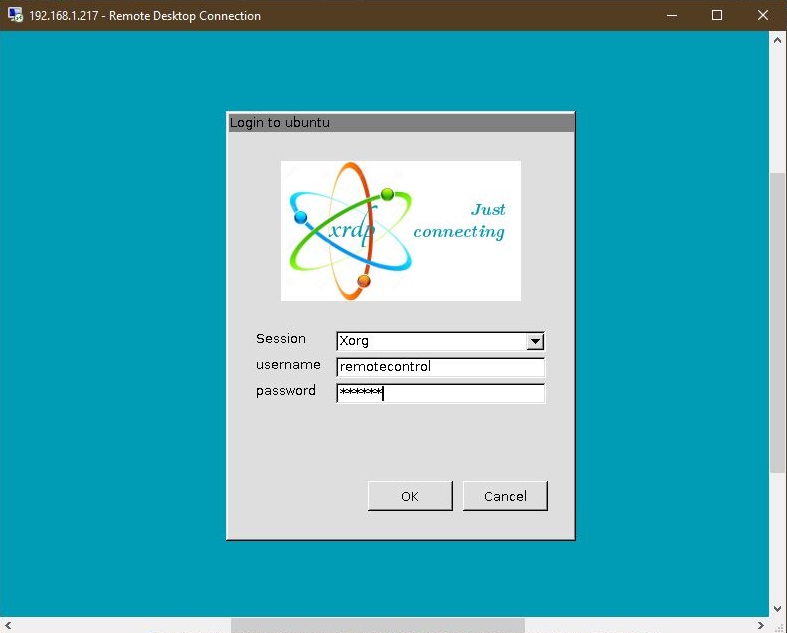 192.168.1.217 - Remote Desktop Connection
Login to ubuntu
xrdp
Just
connecting
Session
Xorg
username
remotecontrol
password
******
OK
Cancel